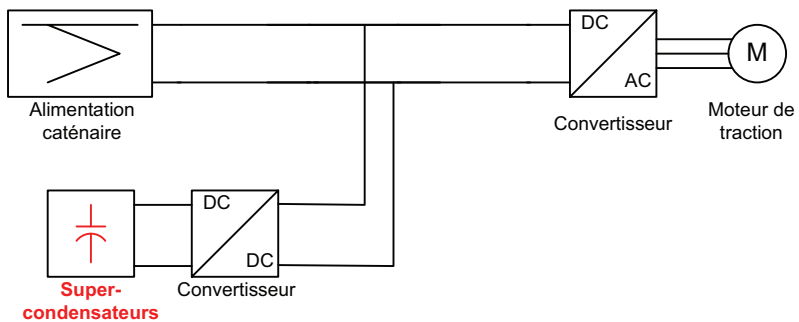 DC
AC
M
Alimentation
caténaire
Convertisseur
Moteur de
traction
DC
DC
Super-
condensateurs
Convertisseur